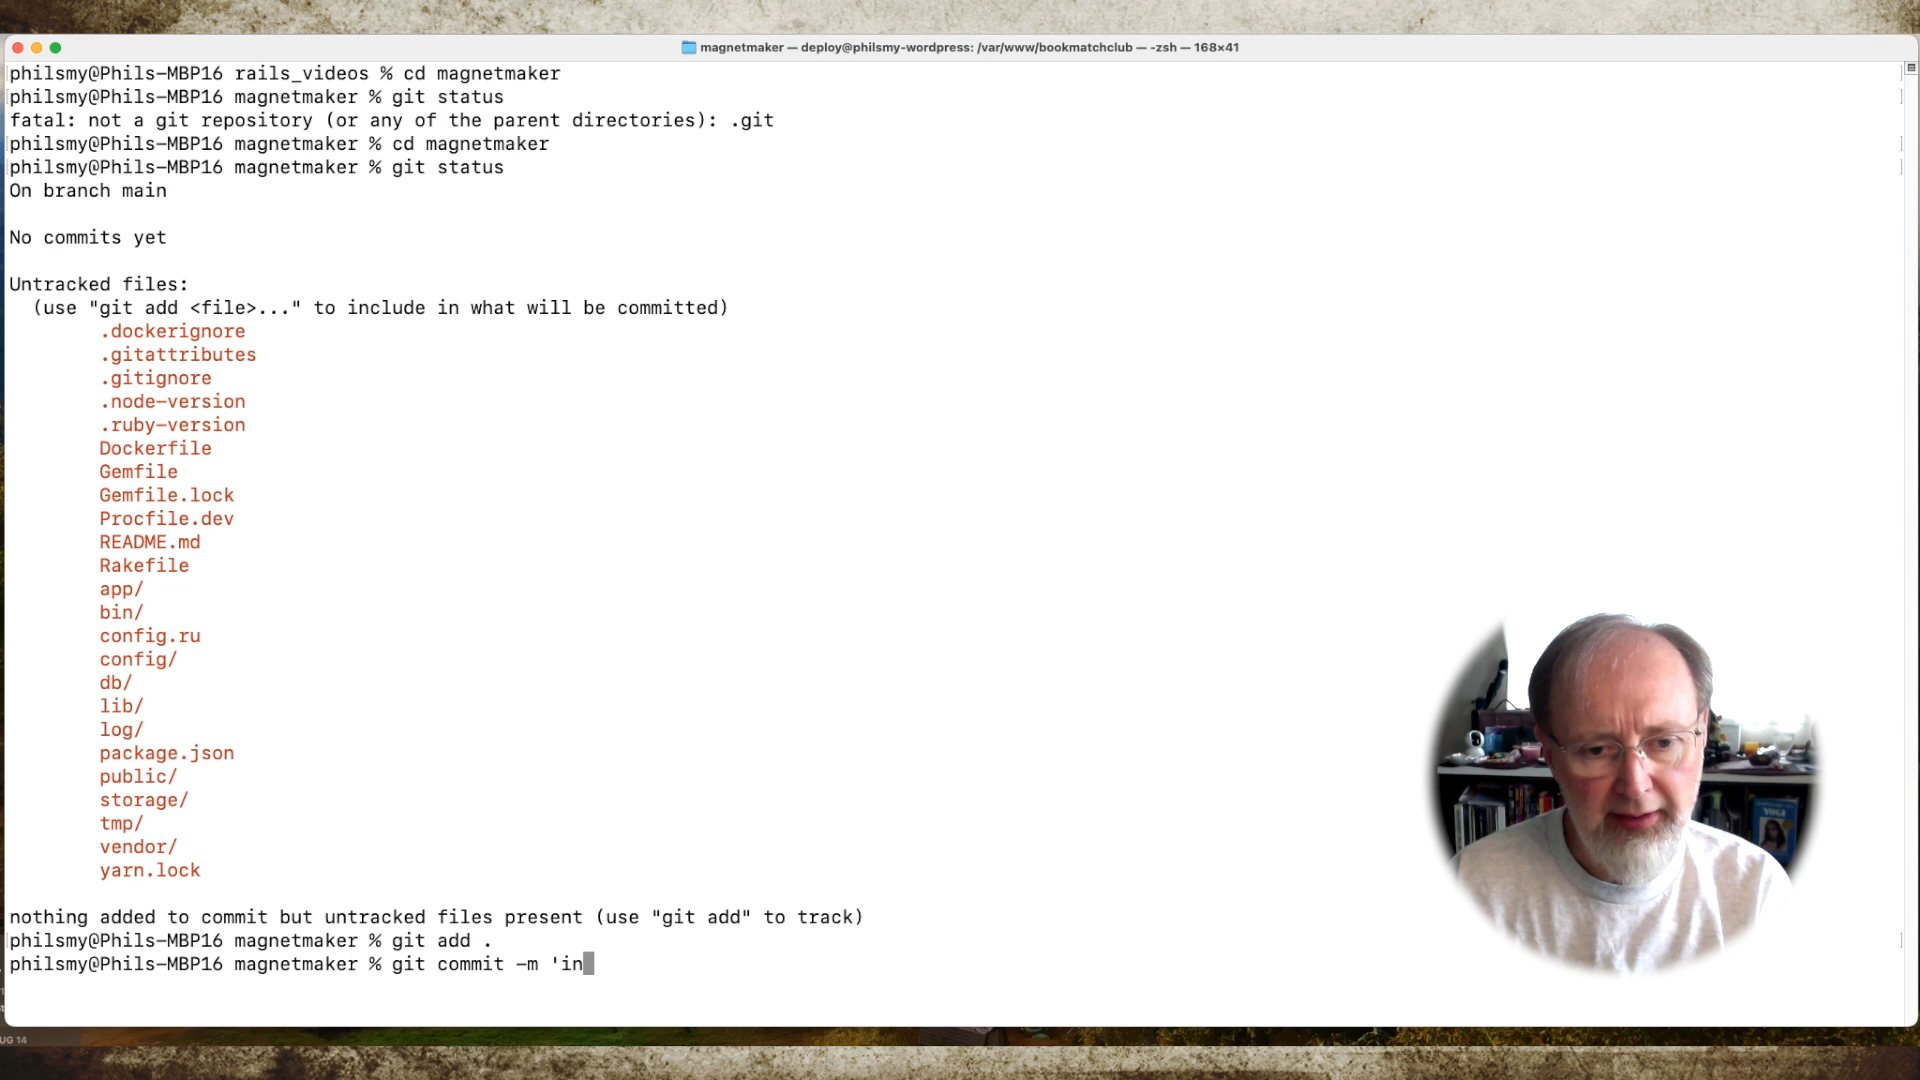 magnetmaker — deploy@philsmy-wordpress: /var/www/bookmatchclub — -zsh — 168×41
philsmy@Phils-MBP16 rails_videos % cd magnetmaker
philsmy@Phils-MBP16 magnetmaker % git status
fatal: not a git repository (or any of the parent directories): .git
philsmy@Phils-MBP16 magnetmaker % cd magnetmaker
philsmy@Phils-MBP16 magnetmaker % git status
On branch main
No commits yet
Untracked files:
(use "git add <file>..." to include in what will be committed)
.dockerignore
.gitattributes
.gitignore
.node-version
.ruby-version
Dockerfile
Gemfile
Gemfile.lock
Procfile.dev
README.md
Rakefile
app/
bin/
config.ru
config/
db/
lib/
log/
package.json
public/
storage/
tmp/
vendor/
yarn.lock
nothing added to commit but untracked files present (use "git add" to track)
philsmy@Phils-MBP16 magnetmaker % git add .
philsmy@Phils-MBP16 magnetmaker % git commit -m 'in
YOGI
UG 14